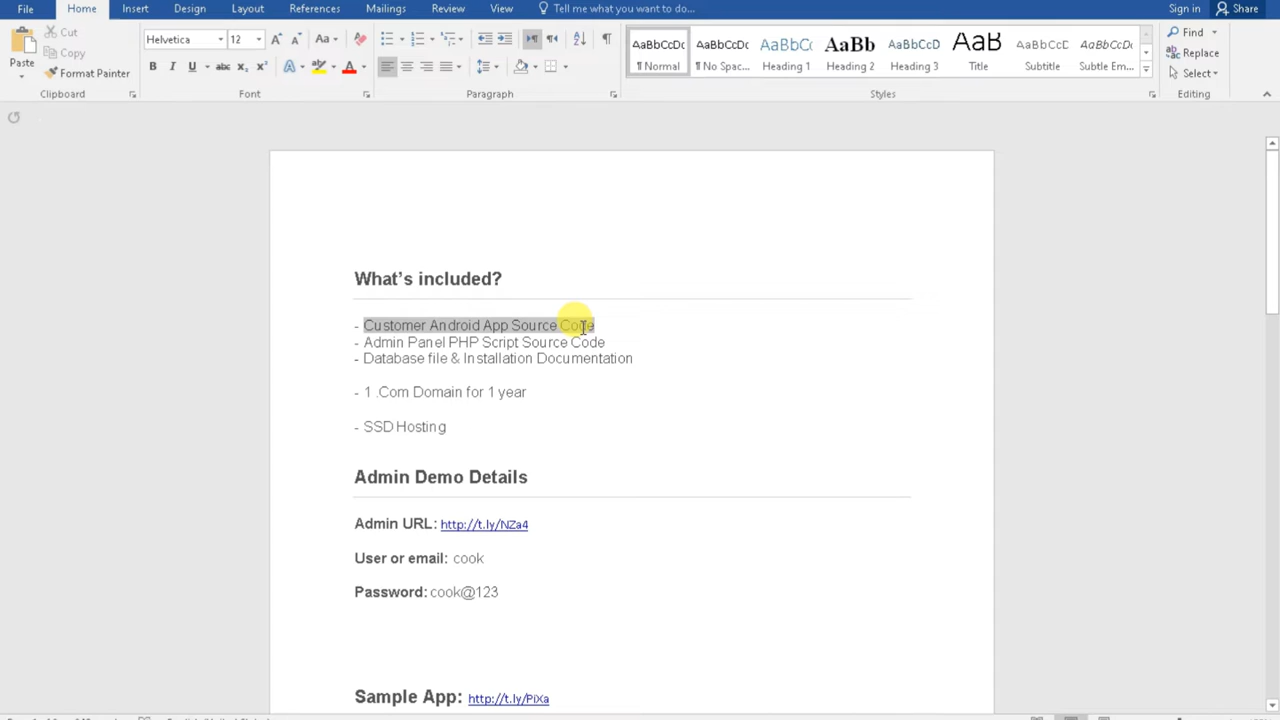 File Home Insert Design Layout References Mailings Review View Tell me what you want to do... Sign in Share
Paste Cut Copy Format Painter Clipboard
Helvetica 12 Aa
B I U abc x₂ x² A A Font
Paragraph
AaBbCcDc ¶ Normal
AaBbCcDc ¶ No Spac...
AaBbCc Heading 1
AaBb Heading 2
AaBbCcD Heading 3
AaB Title
AaBbCcD Subtitle
AaBbCcDc Subtle Em...
Styles
Find Replace Select Editing
What's included?
- Customer Android App Source Code
- Admin Panel PHP Script Source Code
- Database file & Installation Documentation
- 1 .Com Domain for 1 year
- SSD Hosting
Admin Demo Details
Admin URL: http://t.ly/NZa4
User or email: cook
Password: cook@123
Sample App: http://t.ly/PiXa